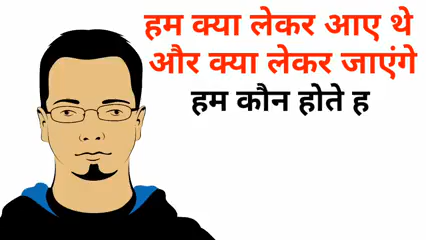 हम क्या लेकर आए थे
और क्या लेकर जाएंगे
हम कौन होते ह